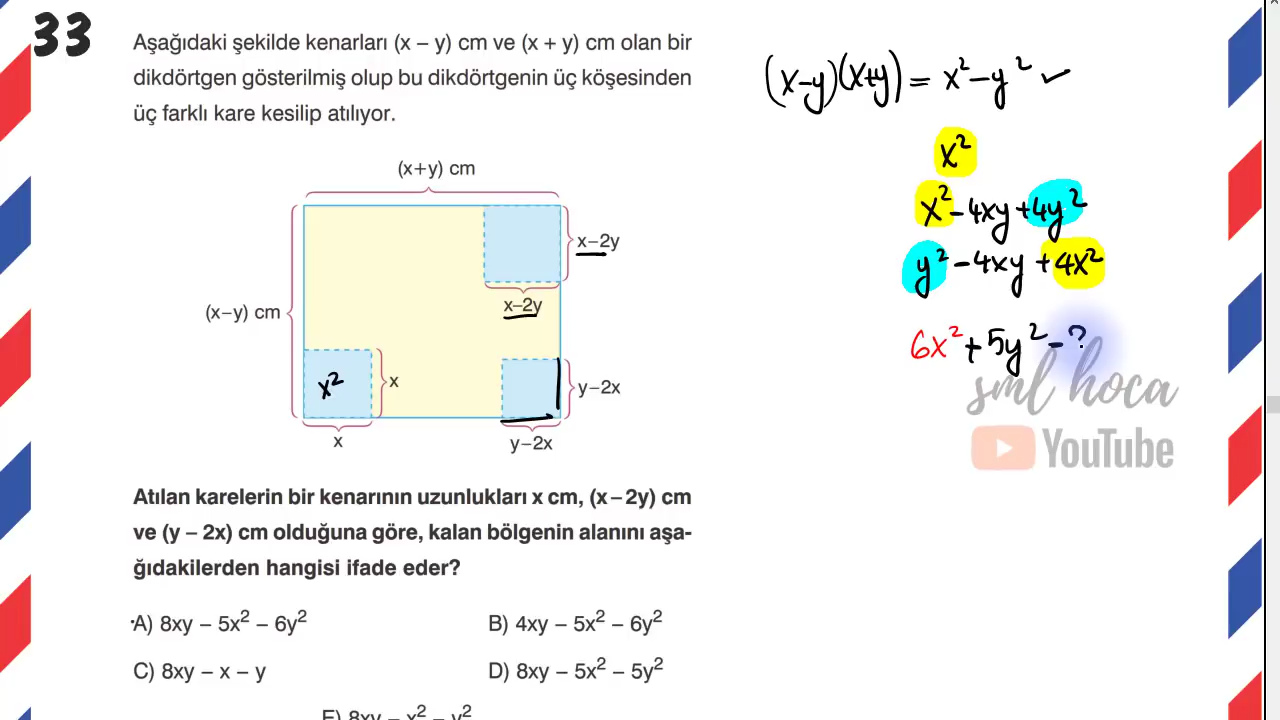 33
Aşağıdaki şekilde kenarları (x – y) cm ve (x + y) cm olan bir
dikdörtgen gösterilmiş olup bu dikdörtgenin üç köşesinden
üç farklı kare kesilip atılıyor.
(x+y) cm
x–2y
x–2y
(x–y) cm
x²
x
y–2x
x
y–2x
Atılan karelerin bir kenarının uzunlukları x cm, (x – 2y) cm
ve (y – 2x) cm olduğuna göre, kalan bölgenin alanını aşa-
ğıdakilerden hangisi ifade eder?
A) 8xy – 5x² – 6y²
B) 4xy – 5x² – 6y²
C) 8xy – x – y
D) 8xy – 5x² – 5y²
E) 8xy – x² – y²
(x–y)(x+y) = x² – y² ✓
x²
x² – 4xy + 4y²
y² – 4xy + 4x²
6x² + 5y² – ?
sml hoca
YouTube